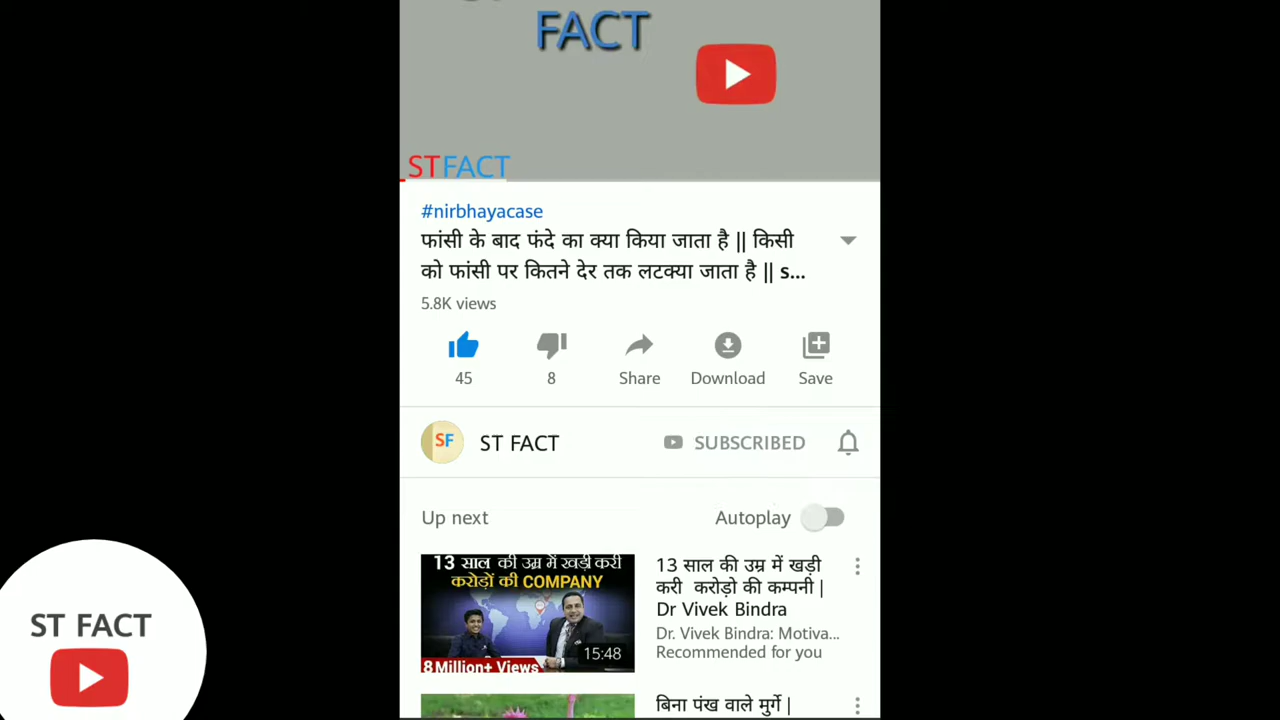 FACT
STFACT
#nirbhayacase
फांसी के बाद फंदे का क्या किया जाता है || किसी
को फांसी पर कितने देर तक लटक्या जाता है || s...
5.8K views
45
8
Share
Download
Save
SF
ST FACT
SUBSCRIBED
Up next
Autoplay
13 साल की उम्र में खड़ी करी
करोड़ों की COMPANY
15:48
8 Million+ Views
13 साल की उम्र में खड़ी
करी करोड़ो की कम्पनी |
Dr Vivek Bindra
Dr. Vivek Bindra: Motiva...
Recommended for you
बिना पंख वाले मुर्गे |
ST FACT